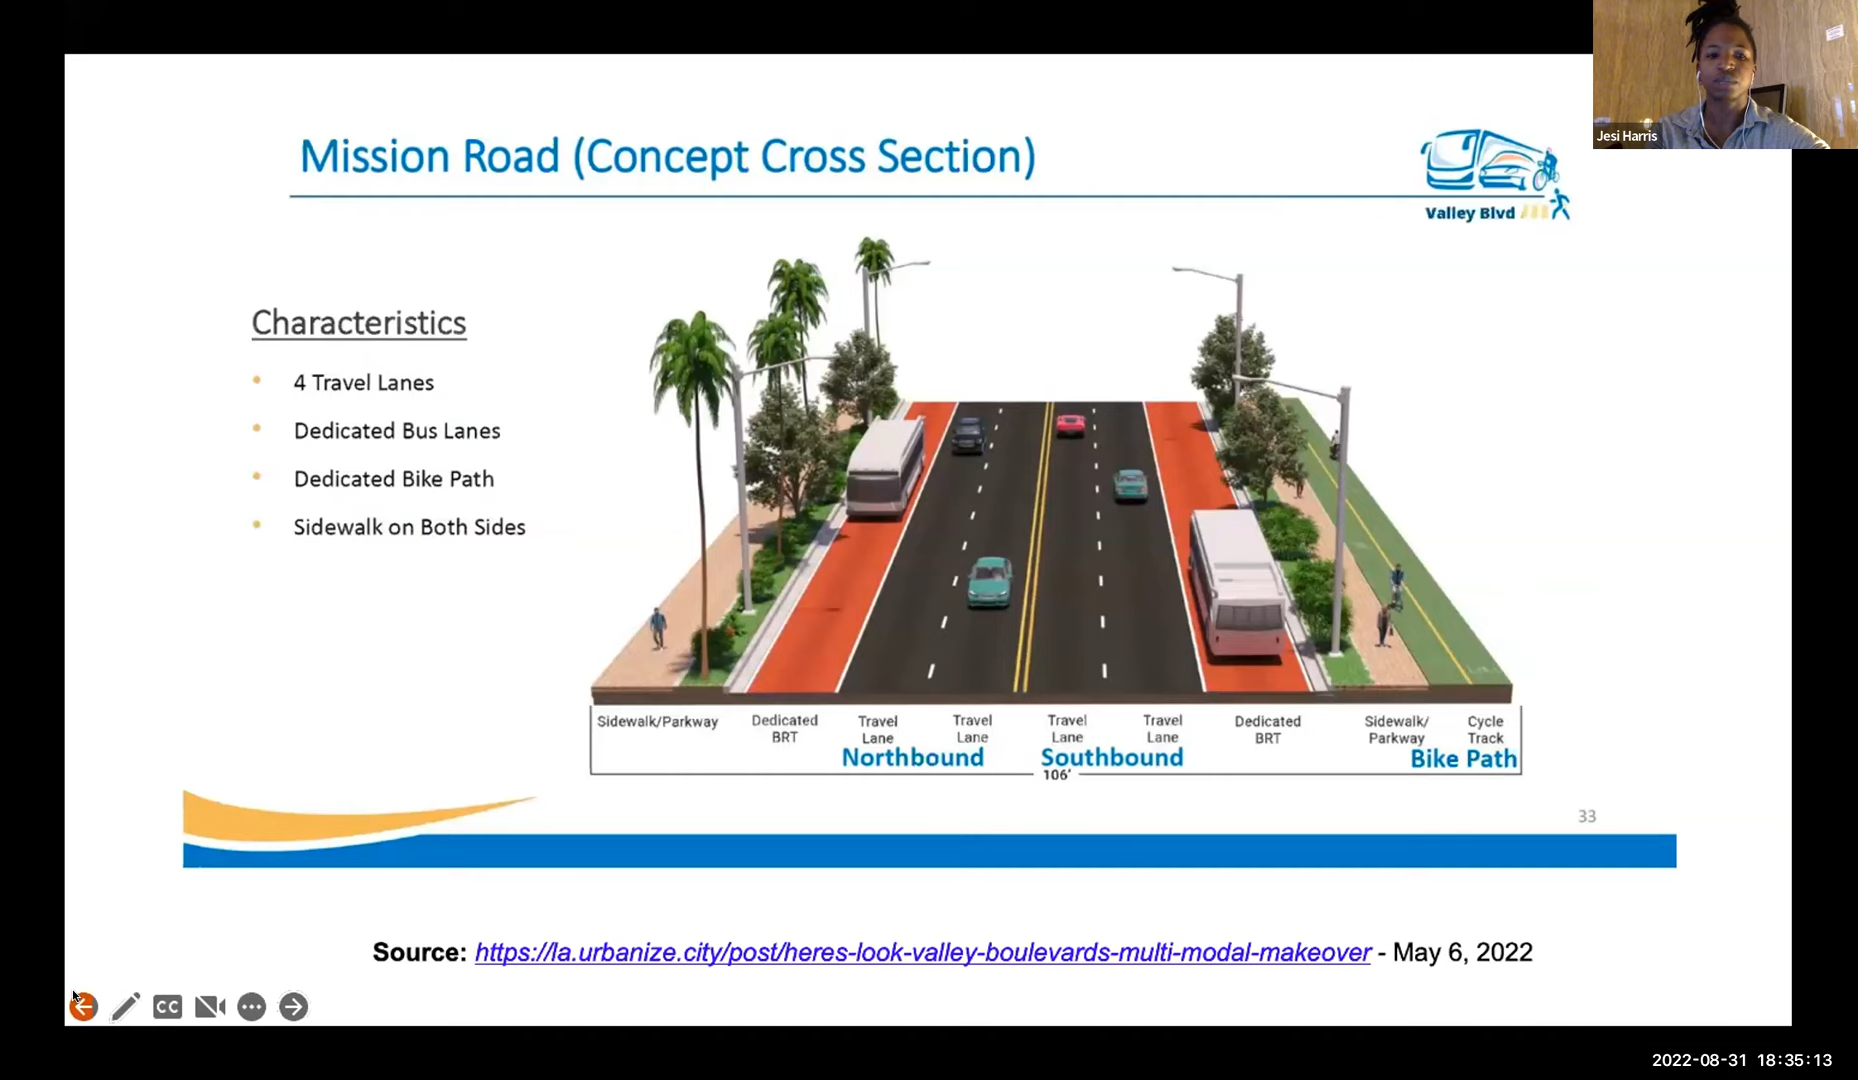 Jesi Harris
Mission Road (Concept Cross Section)
Valley Blvd
Characteristics
• 4 Travel Lanes
• Dedicated Bus Lanes
• Dedicated Bike Path
• Sidewalk on Both Sides
Sidewalk/Parkway
Dedicated
BRT
Travel
Lane
Travel
Lane
Northbound
Travel
Lane
Travel
Lane
Southbound
Dedicated
BRT
Sidewalk/
Parkway
Cycle
Track
Bike Path
106'
33
Source: https://la.urbanize.city/post/heres-look-valley-boulevards-multi-modal-makeover - May 6, 2022
CC
2022-08-31 18:35:13